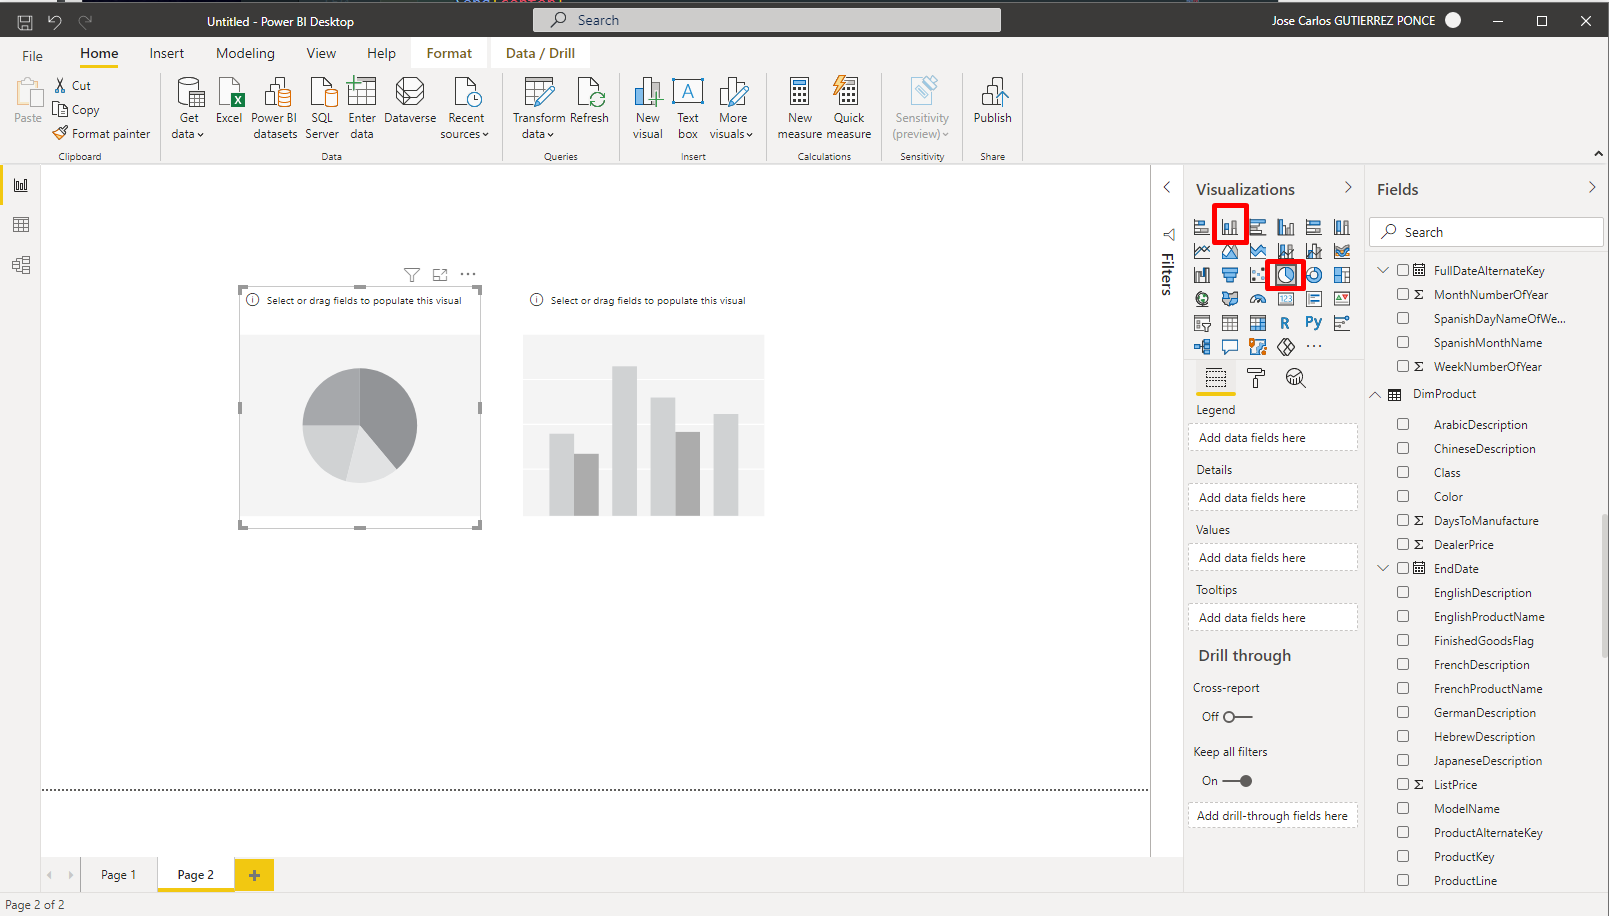 Untitled - Power BI Desktop
Search
Jose Carlos GUTIERREZ PONCE
File
Home
Insert
Modeling
View
Help
Format
Data / Drill
Paste
Cut
Copy
Format painter
Clipboard
Get data
Excel
Power BI datasets
SQL Server
Enter data
Dataverse
Recent sources
Data
Transform data
Refresh
Queries
New visual
Text box
More visuals
Insert
New measure
Quick measure
Calculations
Sensitivity (preview)
Sensitivity
Publish
Share
Select or drag fields to populate this visual
Select or drag fields to populate this visual
Filters
Visualizations
123
R
Py
Legend
Add data fields here
Details
Add data fields here
Values
Add data fields here
Tooltips
Add data fields here
Drill through
Cross-report
Off
Keep all filters
On
Add drill-through fields here
Fields
Search
FullDateAlternateKey
Σ MonthNumberOfYear
SpanishDayNameOfWe...
SpanishMonthName
Σ WeekNumberOfYear
DimProduct
ArabicDescription
ChineseDescription
Class
Color
Σ DaysToManufacture
Σ DealerPrice
EndDate
EnglishDescription
EnglishProductName
FinishedGoodsFlag
FrenchDescription
FrenchProductName
GermanDescription
HebrewDescription
JapaneseDescription
Σ ListPrice
ModelName
ProductAlternateKey
ProductKey
ProductLine
Page 1
Page 2
Page 2 of 2